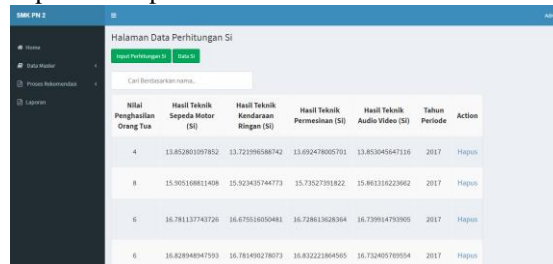 SMK PN 2
Adm
Home
Data Master
Proses Rekomendasi
Laporan
Halaman Data Perhitungan Si
Input Perhitungan Si
Data Si
Cari Berdasarkan nama..
Nilai Penghasilan Orang Tua
Hasil Teknik Sepeda Motor (Si)
Hasil Teknik Kendaraan Ringan (Si)
Hasil Teknik Permesinan (Si)
Hasil Teknik Audio Video (Si)
Tahun Periode
Action
4 13.852801097852 13.721996588742 13.692478005701 13.853045647116 2017 Hapus
8 15.905168811408 15.923435744773 15.73527391822 15.861316223662 2017 Hapus
6 16.781137743726 16.675516050481 16.728613628364 16.739914793905 2017 Hapus
6 16.828948947593 16.781490278073 16.832221864565 16.732405769554 2017 Hapus